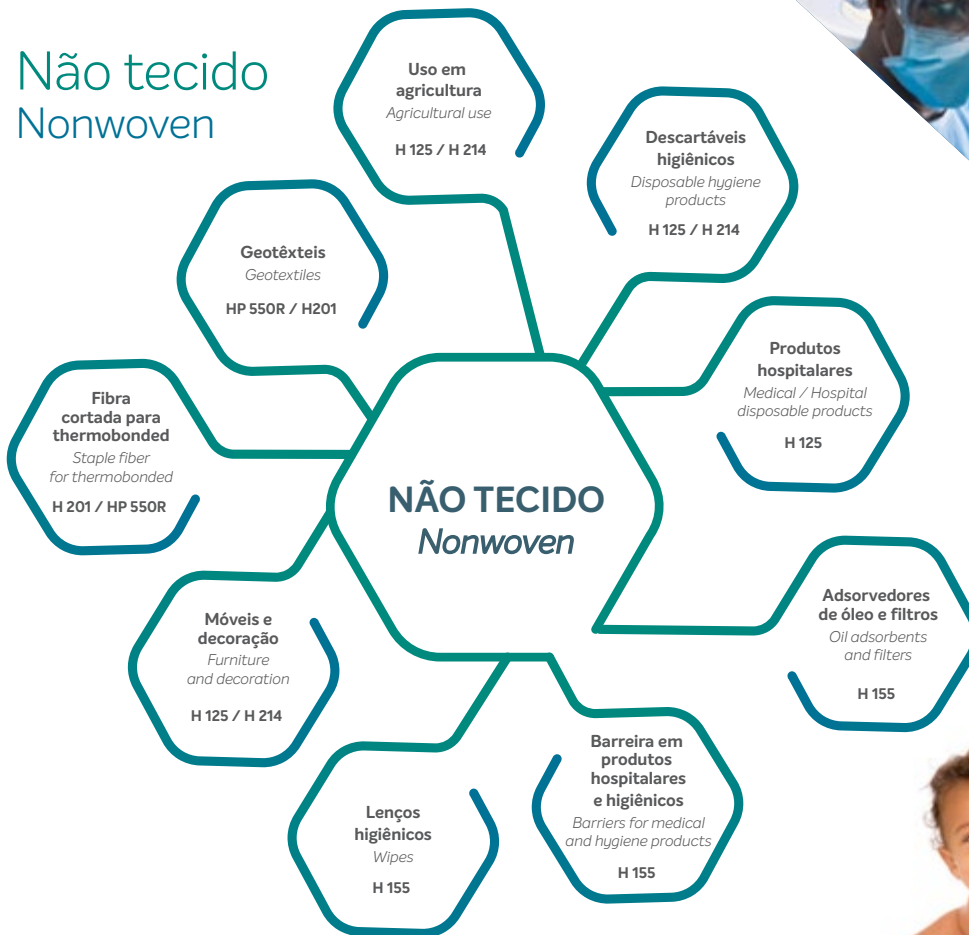 Não tecido
Nonwoven
Uso em
agricultura
Agricultural use
H 125 / H 214
Descartáveis
higiênicos
Disposable hygiene
products
H 125 / H 214
Geotêxteis
Geotextiles
HP 550R / H201
Produtos
hospitalares
Medical / Hospital
disposable products
H 125
Fibra
cortada para
thermobonded
Staple fiber
for thermobonded
H 201 / HP 550R
NÃO TECIDO
Nonwoven
Adsorvedores
de óleo e filtros
Oil adsorbents
and filters
H 155
Móveis e
decoração
Furniture
and decoration
H 125 / H 214
Barreira em
produtos
hospitalares
e higiênicos
Barriers for medical
and hygiene products
H 155
Lenços
higiênicos
Wipes
H 155